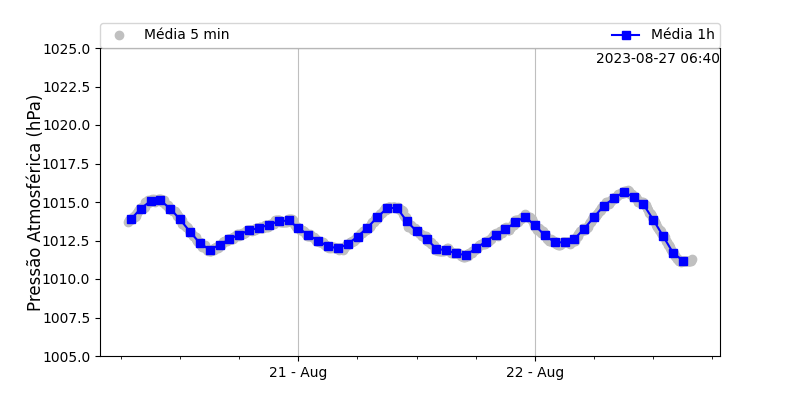 Média 5 min
Média 1h
2023-08-27 06:40
Pressão Atmosférica (hPa)
1025.0
1022.5
1020.0
1017.5
1015.0
1012.5
1010.0
1007.5
1005.0
21 - Aug
22 - Aug